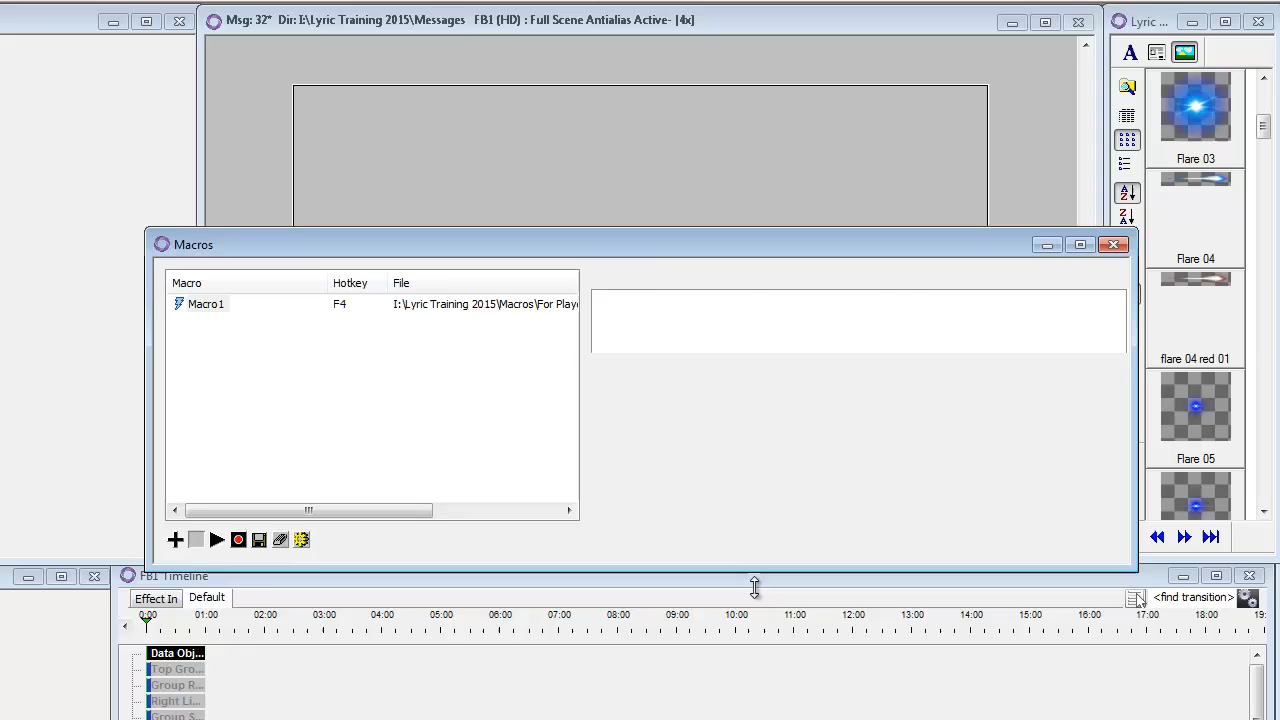 Msg: 32* Dir: I:\Lyric Training 2015\Messages FB1 (HD) : Full Scene Antialias Active- [4x]
Lyric ...
A
Flare 03
A
Z
Z
A
Flare 04
flare 04 red 01
Flare 05
Macros
Macro Hotkey File
Macro1 F4 I:\Lyric Training 2015\Macros\For Play
FB1 Timeline
Effect In Default <find transition>
0:00 01:00 02:00 03:00 04:00 05:00 06:00 07:00 08:00 09:00 10:00 11:00 12:00 13:00 14:00 15:00 16:00 17:00 18:00 19:
Data Obj...
Top Gro...
Group R...
Right Li...
Group S...